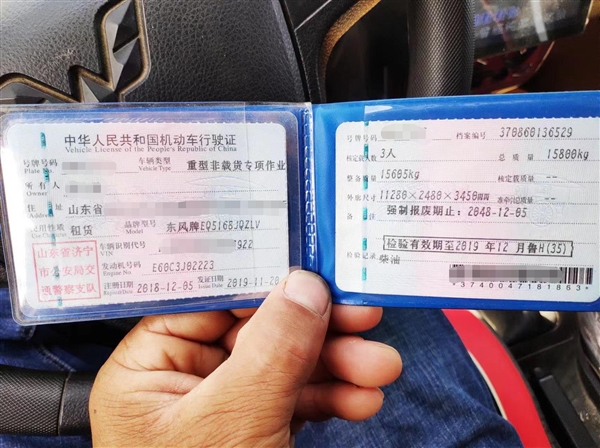 中华人民共和国机动车行驶证
Vehicle License of the People's Republic of China
号牌号码
Plate No.
车辆类型
Vehicle Type
重型非载货专项作业
所有人
Owner
住址
Address
山东省
使用性质
租赁
品牌型号
Model
东风牌EQ5168JQZLV
山东省济宁
市公安局交
通警察支队
车辆识别代号
VIN
7922
发动机号码
Engine No.
E60C3J02223
注册日期
Register Date
2018-12-05
发证日期
Issue Date
2019-11-20
号牌号码
档案编号
370860136529
核定载人数
3人
总质量
15800kg
整备质量
15605kg
核定载质量
--
外廓尺寸
11280×2480×3450mm
准牵引总质量
--
备注
强制报废期止:2048-12-05
检验有效期至2019年12月鲁H(35)
检验记录
柴油
*3740047181863*